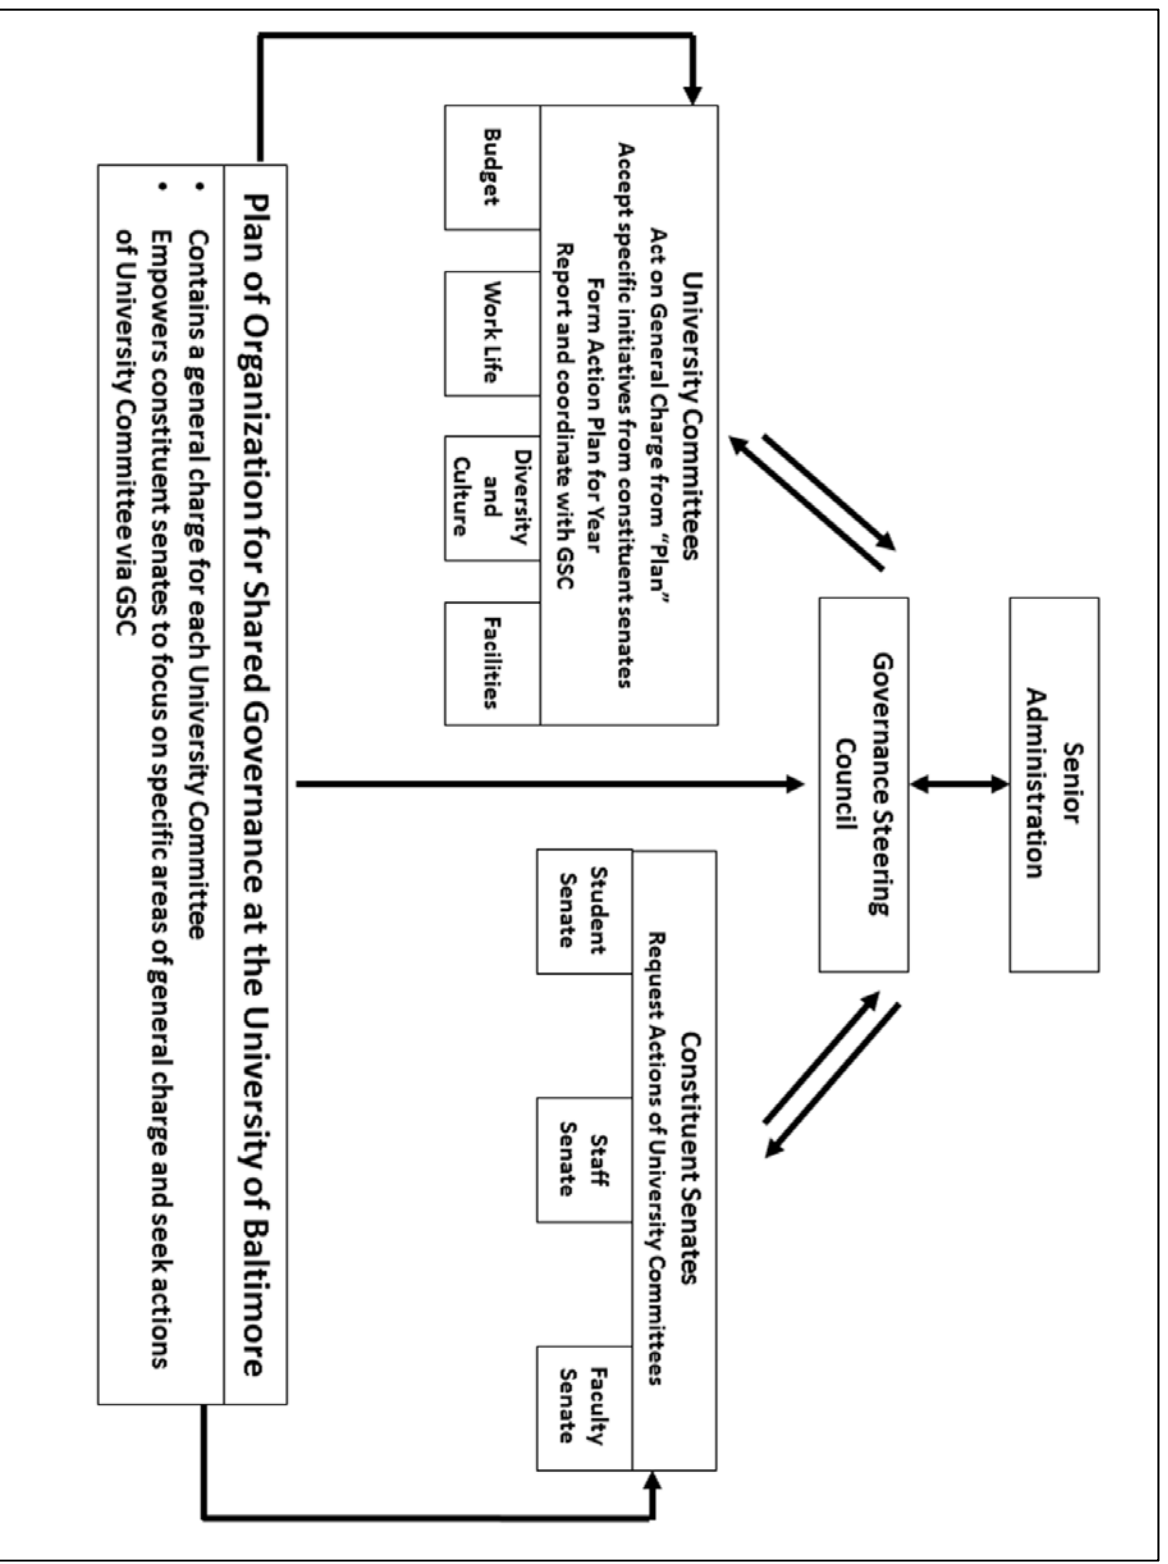 Senior
Administration
Governance Steering
Council
University Committees
Act on General Charge from “Plan”
Accept specific initiatives from constituent senates
Form Action Plan for Year
Report and coordinate with GSC
Budget
Work Life
Diversity
and
Culture
Facilities
Constituent Senates
Request Actions of University Committees
Student
Senate
Staff
Senate
Faculty
Senate
Plan of Organization for Shared Governance at the University of Baltimore
• Contains a general charge for each University Committee
• Empowers constituent senates to focus on specific areas of general charge and seek actions
of University Committee via GSC